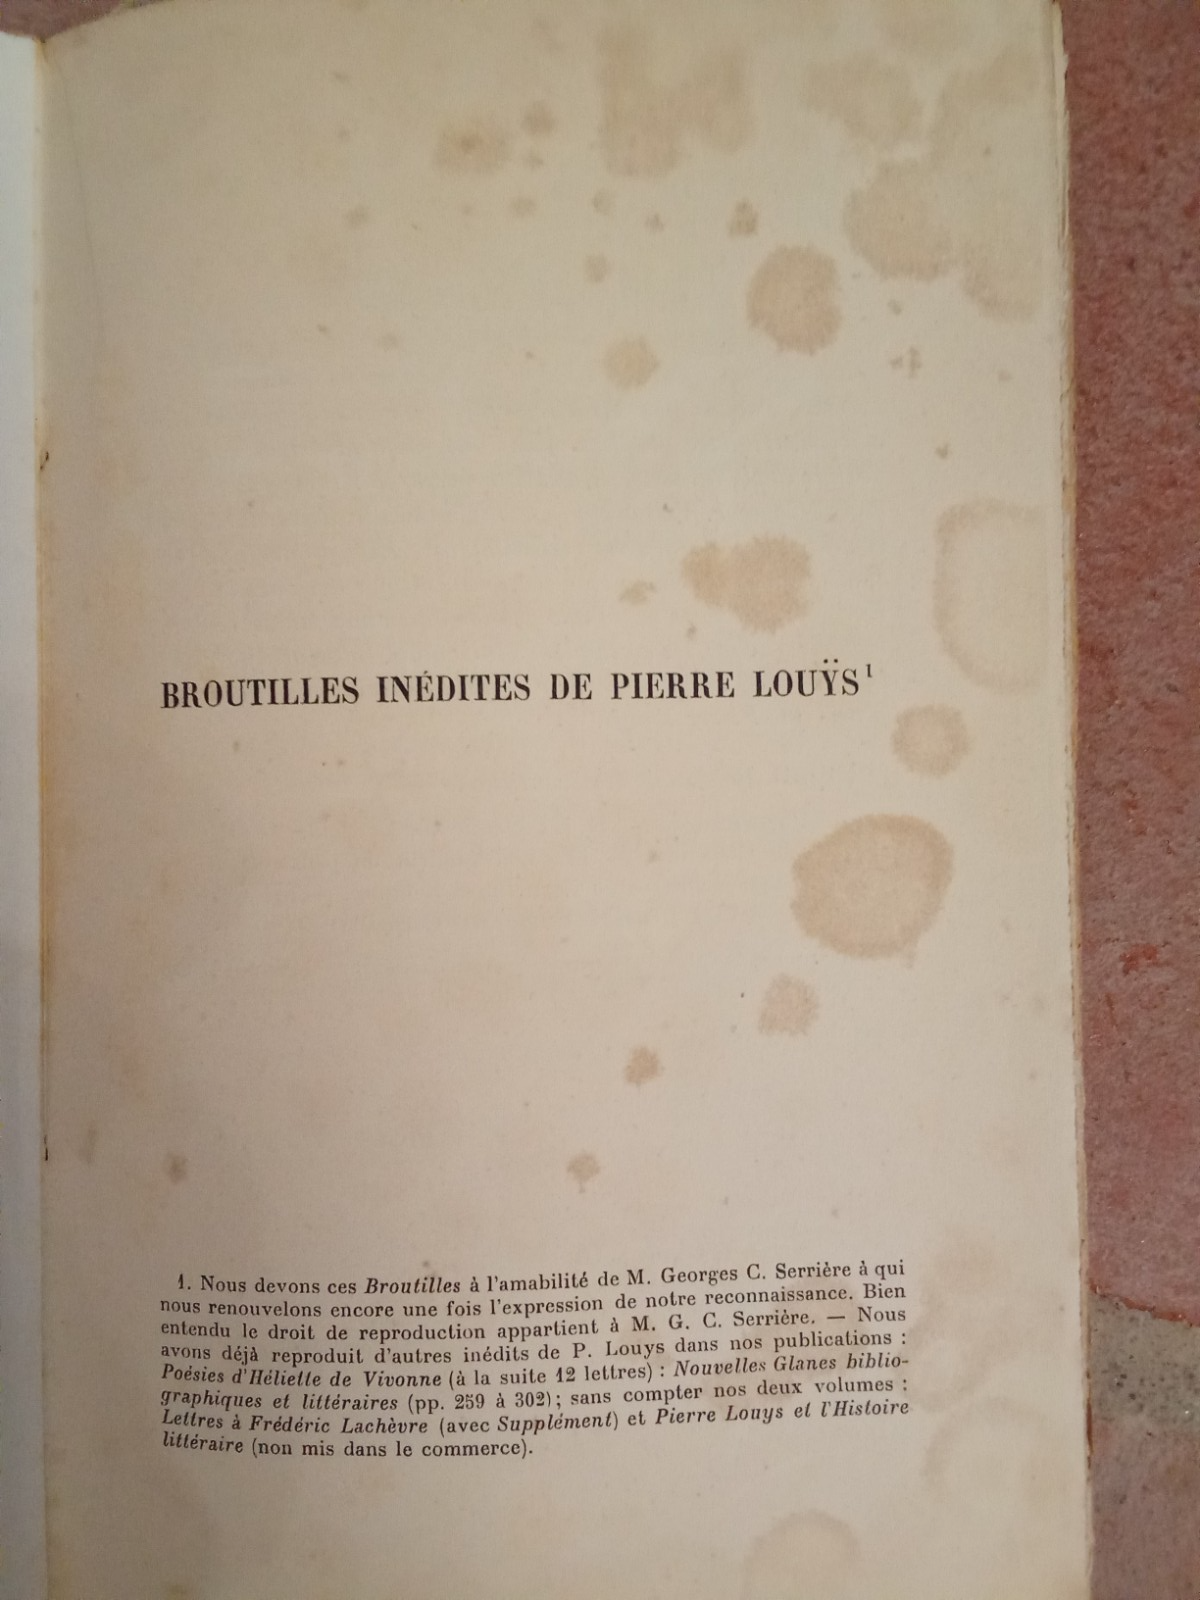 BROUTILLES INÉDITES DE PIERRE LOUŸS¹
1. Nous devons ces Broutilles à l'amabilité de M. Georges C. Serrière à qui
nous renouvelons encore une fois l'expression de notre reconnaissance. Bien
entendu le droit de reproduction appartient à M. G. C. Serrière. — Nous
avons déjà reproduit d'autres inédits de P. Louys dans nos publications :
Poésies d'Héliette de Vivonne (à la suite 12 lettres) : Nouvelles Glanes biblio-
graphiques et littéraires (pp. 259 à 302) ; sans compter nos deux volumes :
Lettres à Frédéric Lachèvre (avec Supplément) et Pierre Louys et l'Histoire
littéraire (non mis dans le commerce).